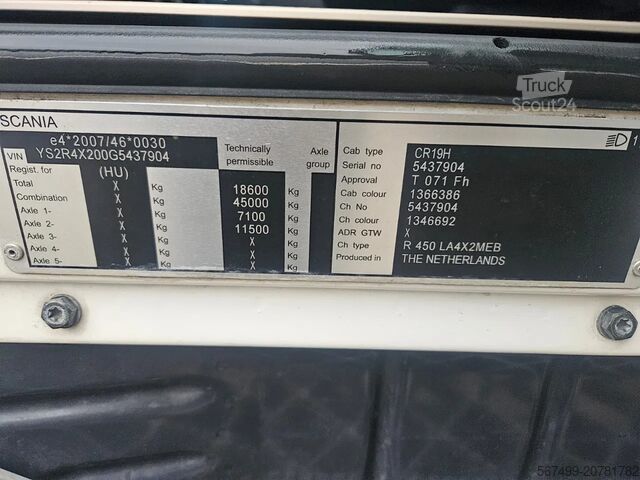 Truck
Scout24
SCANIA
e4*2007/46*0030
VIN YS2R4X200G5437904
Regist. for (HU) Technically permissible Axle group
Total X Kg 18600 Kg
Combination X Kg 45000 Kg
Axle 1- X Kg 7100 Kg
Axle 2- X Kg 11500 Kg
Axle 3- X Kg X Kg
Axle 4- X Kg X Kg
Axle 5- X Kg X Kg
Cab type CR19H
Serial no 5437904
Approval T 071 Fh
Cab colour 1366386
Ch No 5437904
Ch colour 1346692
ADR GTW X
Ch type R 450 LA4X2MEB
Produced in THE NETHERLANDS
1
567499-20781782